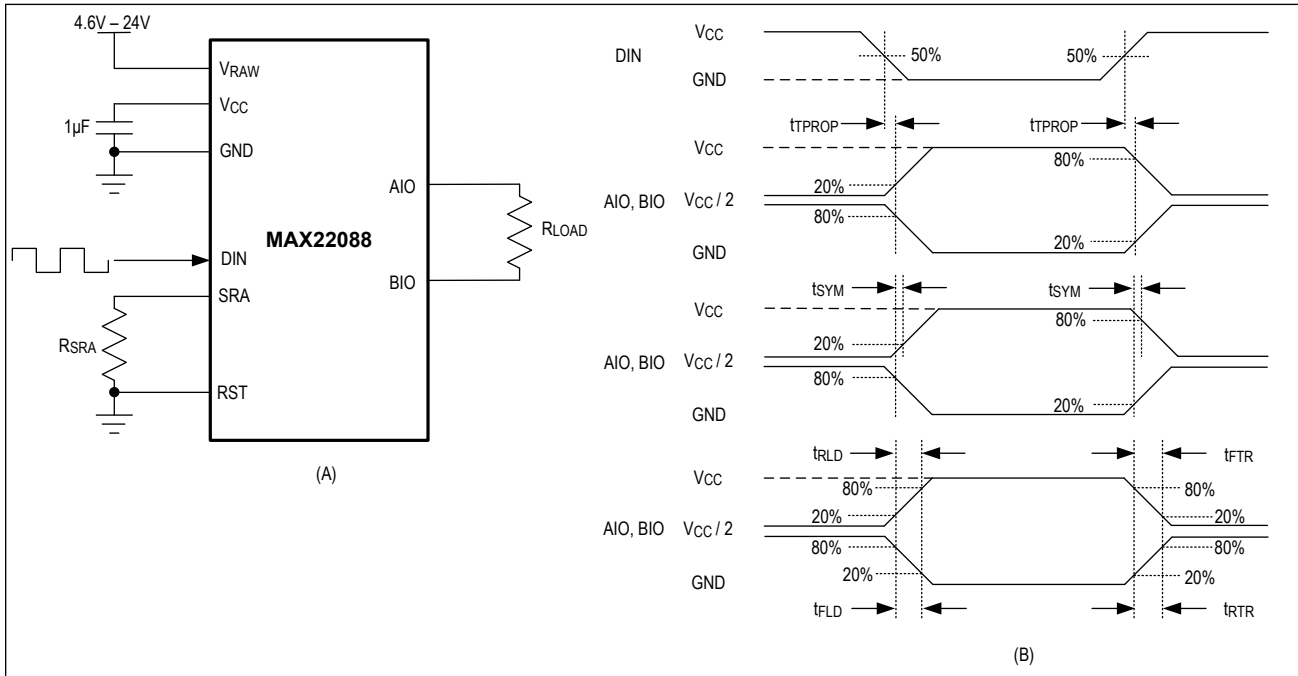 4.6V – 24V
VRAW
VCC
1µF
GND
AIO
RLOAD
MAX22088
DIN
BIO
SRA
RSRA
RST
(A)
VCC
DIN
50%
50%
GND
tTPROP
tTPROP
VCC
80%
20%
AIO, BIO
VCC / 2
80%
20%
GND
tSYM
tSYM
VCC
80%
20%
AIO, BIO
VCC / 2
80%
20%
GND
tRLD
tFTR
VCC
80%
80%
20%
20%
AIO, BIO
VCC / 2
80%
80%
20%
20%
GND
tFLD
tRTR
(B)